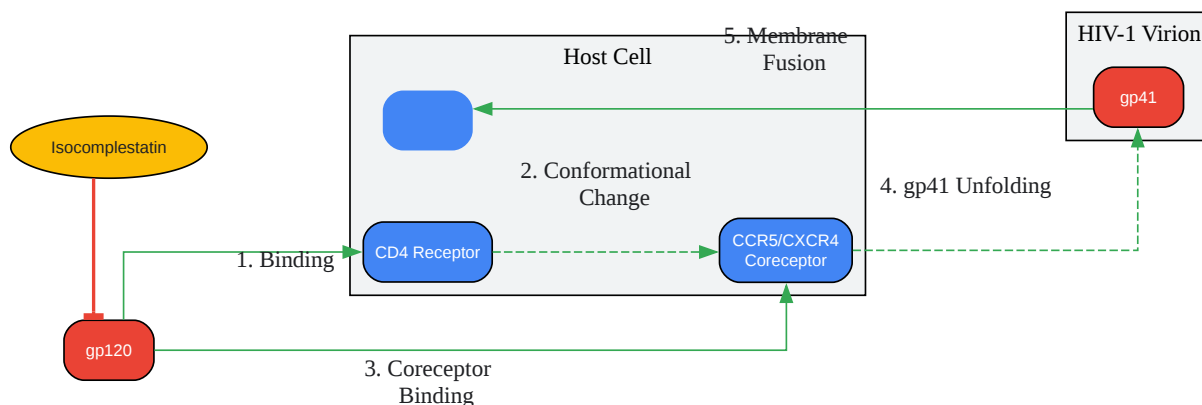 5. Membrane
Fusion
HIV-1 Virion
Host Cell
gp41
Isocomplestatin
2. Conformational
Change
4. gp41 Unfolding
CD4 Receptor
CCR5/CXCR4
Coreceptor
1. Binding
gp120
3. Coreceptor
Binding